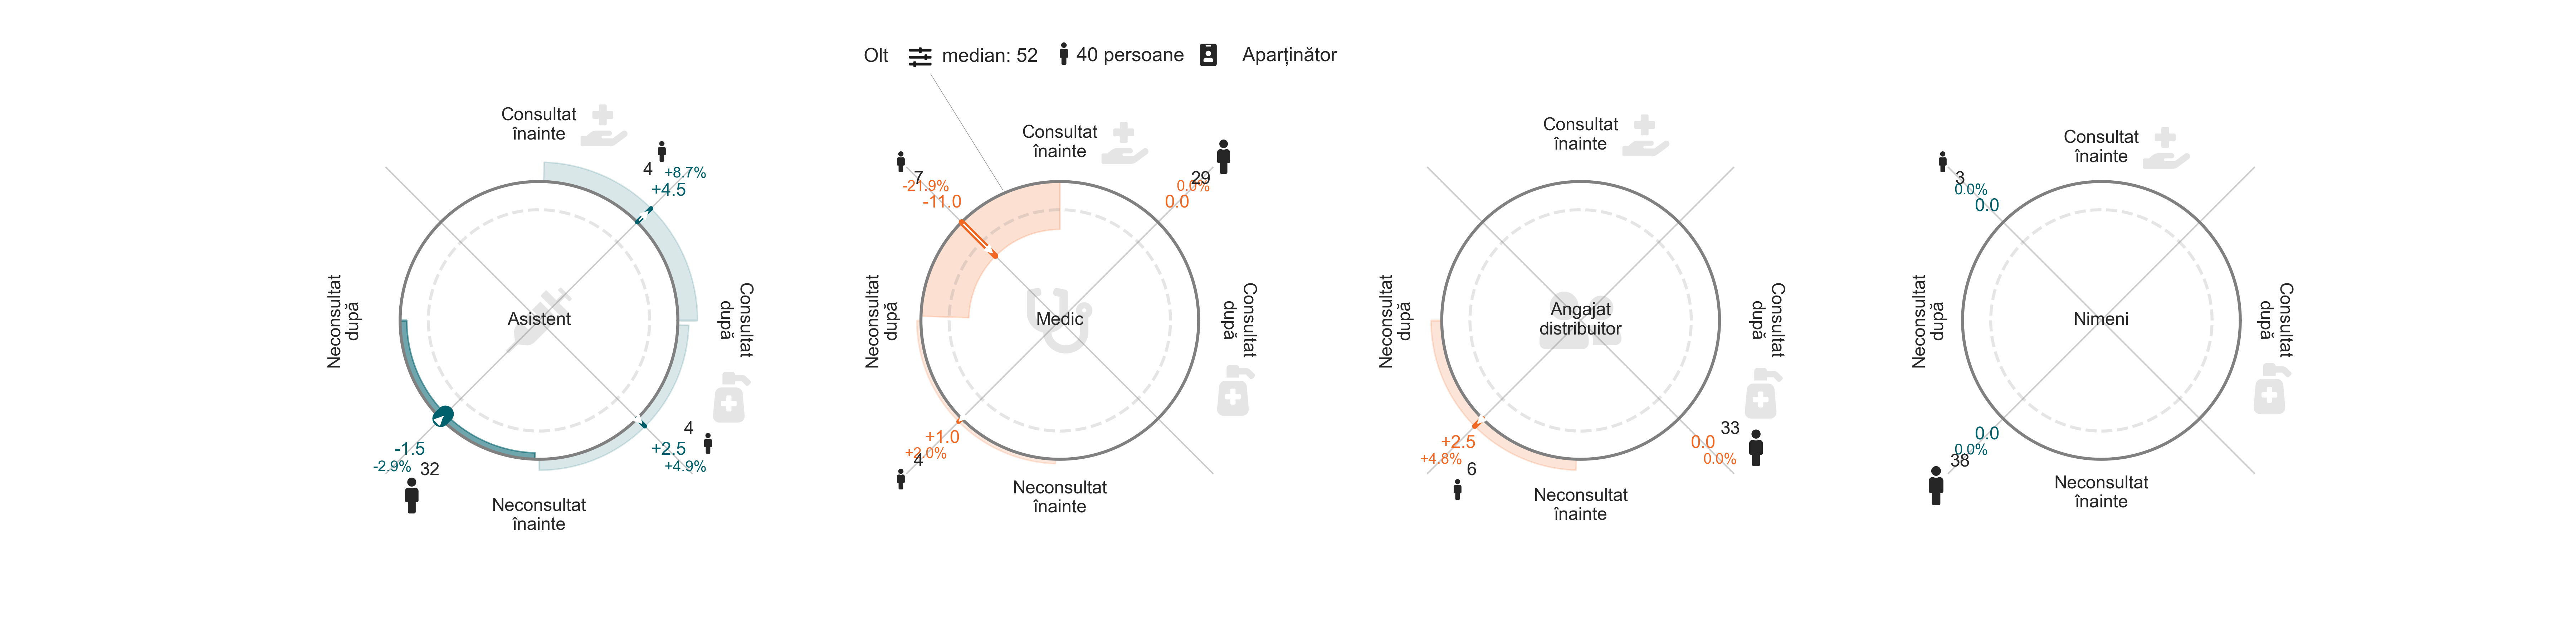 Olt median: 52 40 persoane Aparținător
Consultat
înainte
4
+8.7%
+4.5
Neconsultat
după
Asistent
Consultat
după
4
+2.5
+4.9%
-1.5
-2.9%
32
Neconsultat
înainte
Consultat
înainte
7
-21.9%
-11.0
29
0.0%
0.0
Neconsultat
după
Medic
Consultat
după
+1.0
+2.0%
4
Neconsultat
înainte
Consultat
înainte
Neconsultat
după
Angajat
distribuitor
Consultat
după
+2.5
+4.8%
6
33
0.0
0.0%
Neconsultat
înainte
Consultat
înainte
3
0.0%
0.0
Neconsultat
după
Nimeni
Consultat
după
0.0
0.0%
38
Neconsultat
înainte